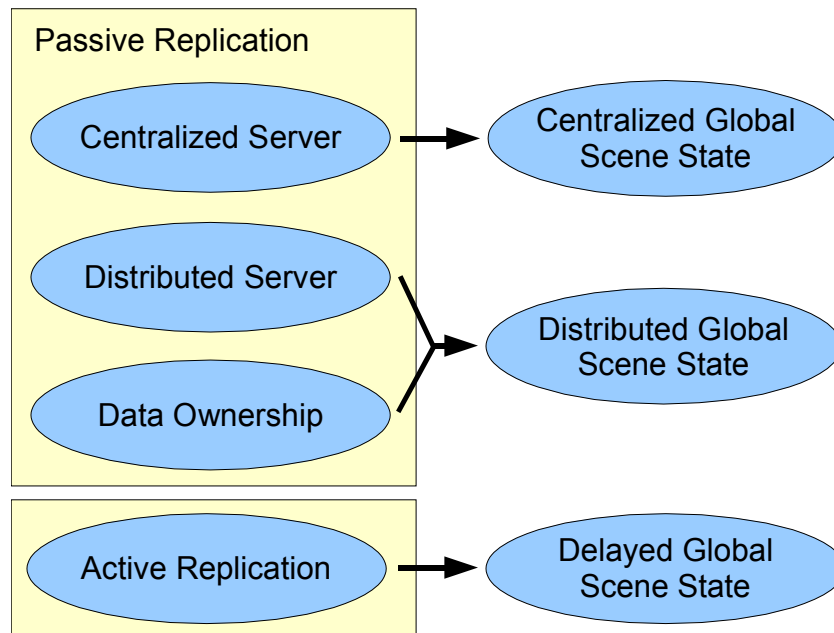 Passive Replication
Centralized Server
Centralized Global
Scene State
Distributed Server
Distributed Global
Scene State
Data Ownership
Active Replication
Delayed Global
Scene State